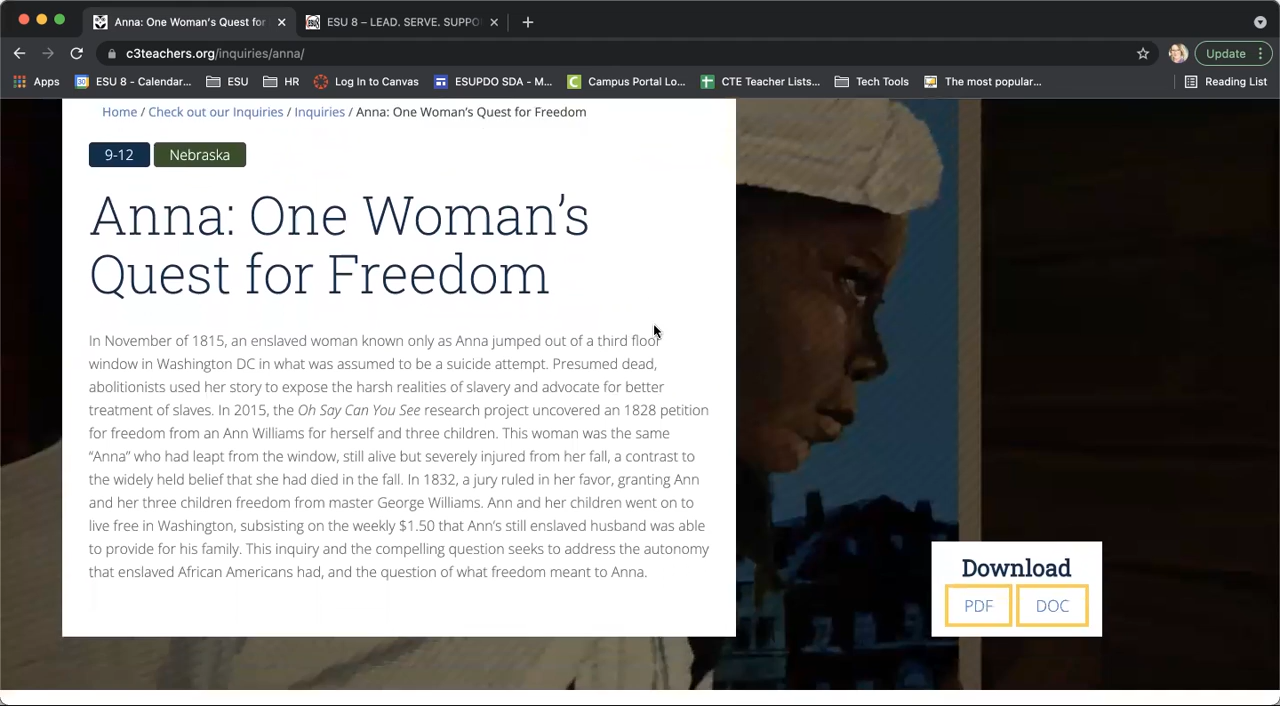 Anna: One Woman's Quest for
ESU 8 – LEAD. SERVE. SUPPO
c3teachers.org/inquiries/anna/
Update
Apps
ESU 8 - Calendar...
ESU
HR
Log In to Canvas
ESUPDO SDA - M...
Campus Portal Lo...
CTE Teacher Lists...
Tech Tools
The most popular...
Reading List
Home / Check out our Inquiries / Inquiries / Anna: One Woman's Quest for Freedom
9-12 Nebraska
Anna: One Woman's
Quest for Freedom
In November of 1815, an enslaved woman known only as Anna jumped out of a third floor
window in Washington DC in what was assumed to be a suicide attempt. Presumed dead,
abolitionists used her story to expose the harsh realities of slavery and advocate for better
treatment of slaves. In 2015, the Oh Say Can You See research project uncovered an 1828 petition
for freedom from an Ann Williams for herself and three children. This woman was the same
“Anna” who had leapt from the window, still alive but severely injured from her fall, a contrast to
the widely held belief that she had died in the fall. In 1832, a jury ruled in her favor, granting Ann
and her three children freedom from master George Williams. Ann and her children went on to
live free in Washington, subsisting on the weekly $1.50 that Ann's still enslaved husband was able
to provide for his family. This inquiry and the compelling question seeks to address the autonomy
that enslaved African Americans had, and the question of what freedom meant to Anna.
Download
PDF DOC